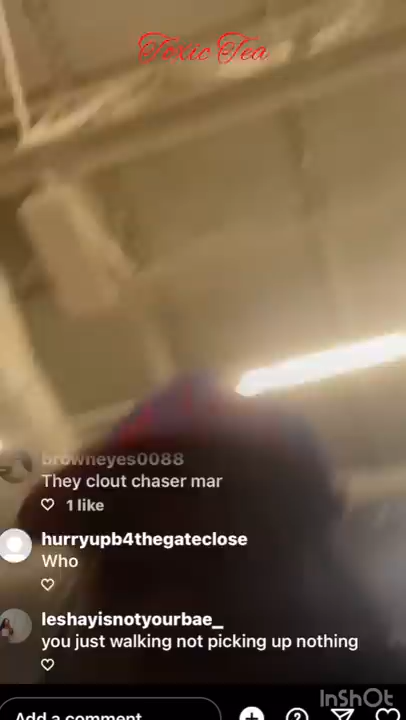 Toxic Tea
browneyes0088
They clout chaser mar
1 like
hurryupb4thegateclose
Who
leshayisnotyourbae_
you just walking not picking up nothing
Add a comment
InShOt